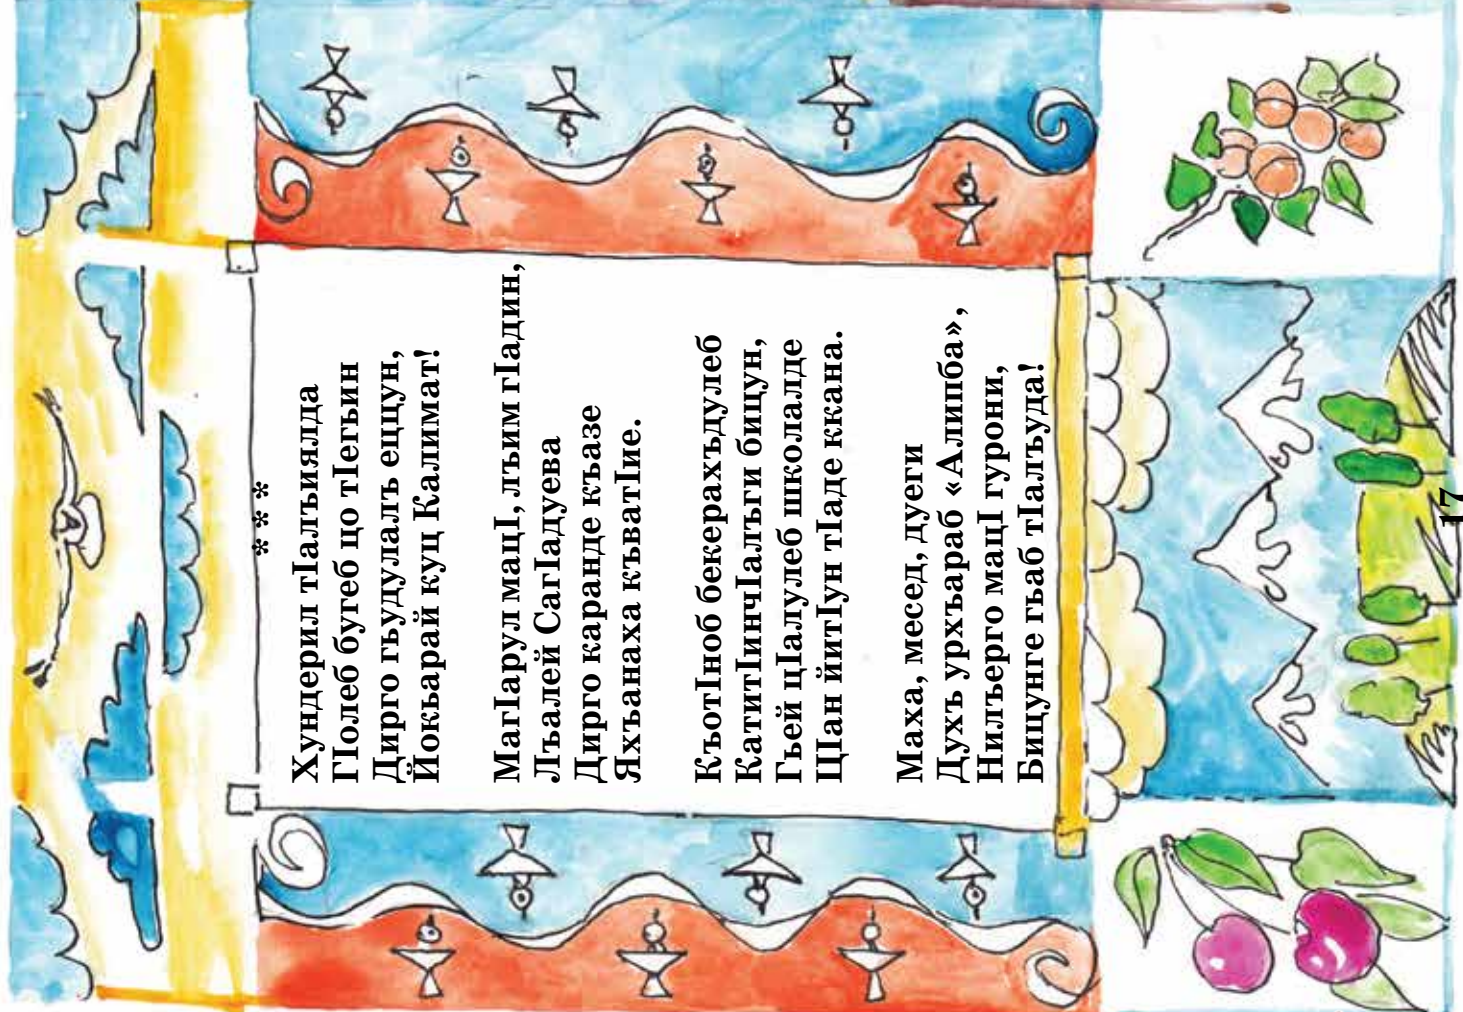 * * *
Хундерил тӀалъиялда
ГӀолеб бугеб цо тӀегьин
Дирго гьудулалъ еццун,
Йокьарай куц Калимат!
МагӀарул мацӀ, лъим гӀадин,
Лъалей СагӀадуева
Дирго каранде къазе
Яхъанаха къватӀие.
КъотӀноб бекерахъдулеб
КатитӀинчӀалъги бицун,
Гьей цӀалулеб школалде
ЦӀан йитӀун тӀаде ккана.
Маха, месед, дуеги
Духъ урхъараб «Алипба»,
Нилъерго мацӀ гурони,
Бицунге гьаб тӀалъуда!
17